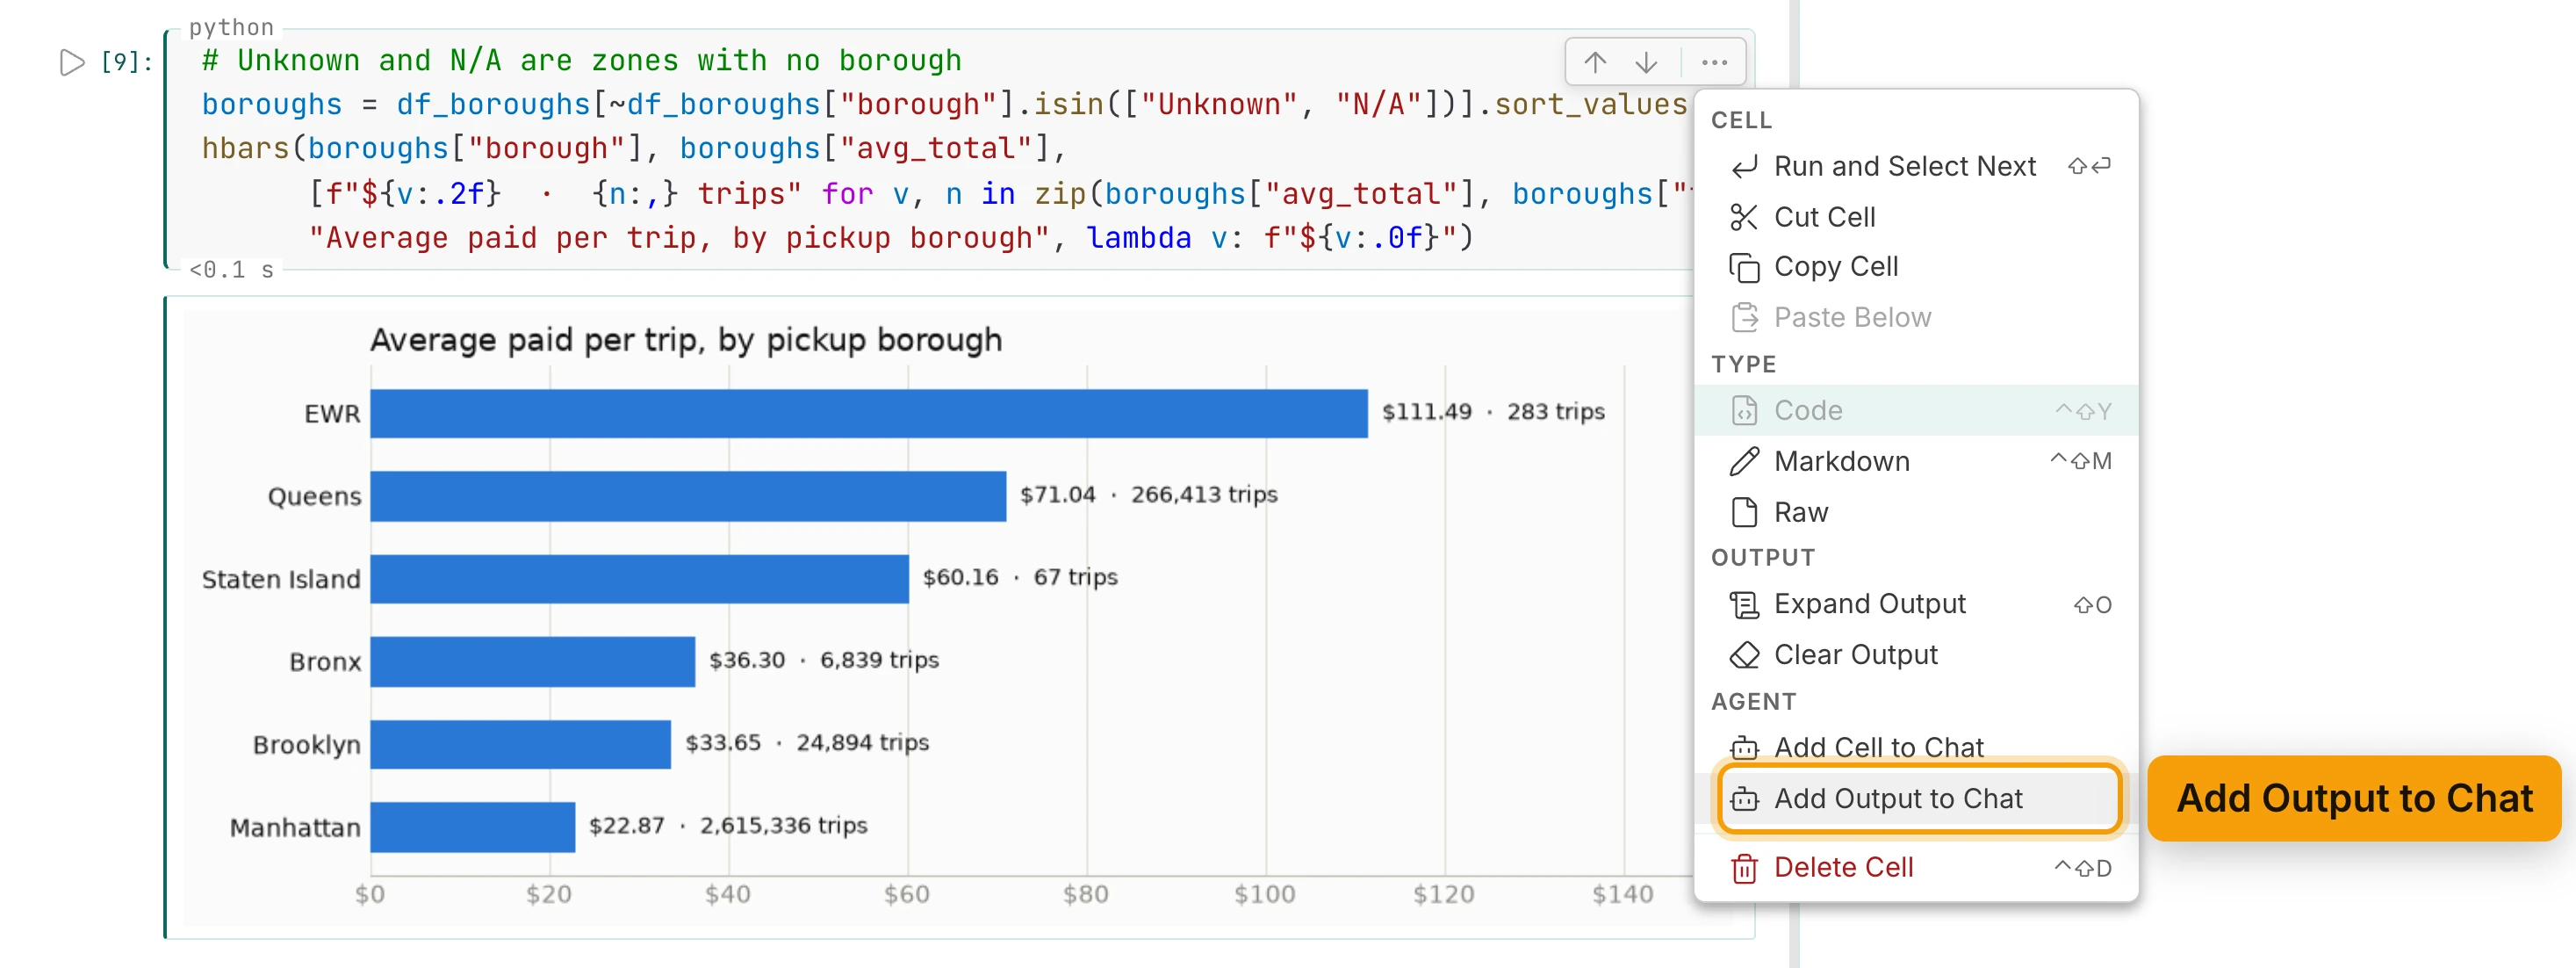 python
[9]:
# Unknown and N/A are zones with no borough
boroughs = df_boroughs[~df_boroughs["borough"].isin(["Unknown", "N/A"])].sort_values
hbars(boroughs["borough"], boroughs["avg_total"],
[f"${v:.2f}  ·  {n:,} trips" for v, n in zip(boroughs["avg_total"], boroughs["
"Average paid per trip, by pickup borough", lambda v: f"${v:.0f}")
<0.1 s
Average paid per trip, by pickup borough
EWR $111.49 · 283 trips
Queens $71.04 · 266,413 trips
Staten Island $60.16 · 67 trips
Bronx $36.30 · 6,839 trips
Brooklyn $33.65 · 24,894 trips
Manhattan $22.87 · 2,615,336 trips
$0 $20 $40 $60 $80 $100 $120 $140
CELL
Run and Select Next ⇧⏎
Cut Cell
Copy Cell
Paste Below
TYPE
Code ^⇧Y
Markdown ^⇧M
Raw
OUTPUT
Expand Output ⇧O
Clear Output
AGENT
Add Cell to Chat
Add Output to Chat
Delete Cell ^⇧D
Add Output to Chat